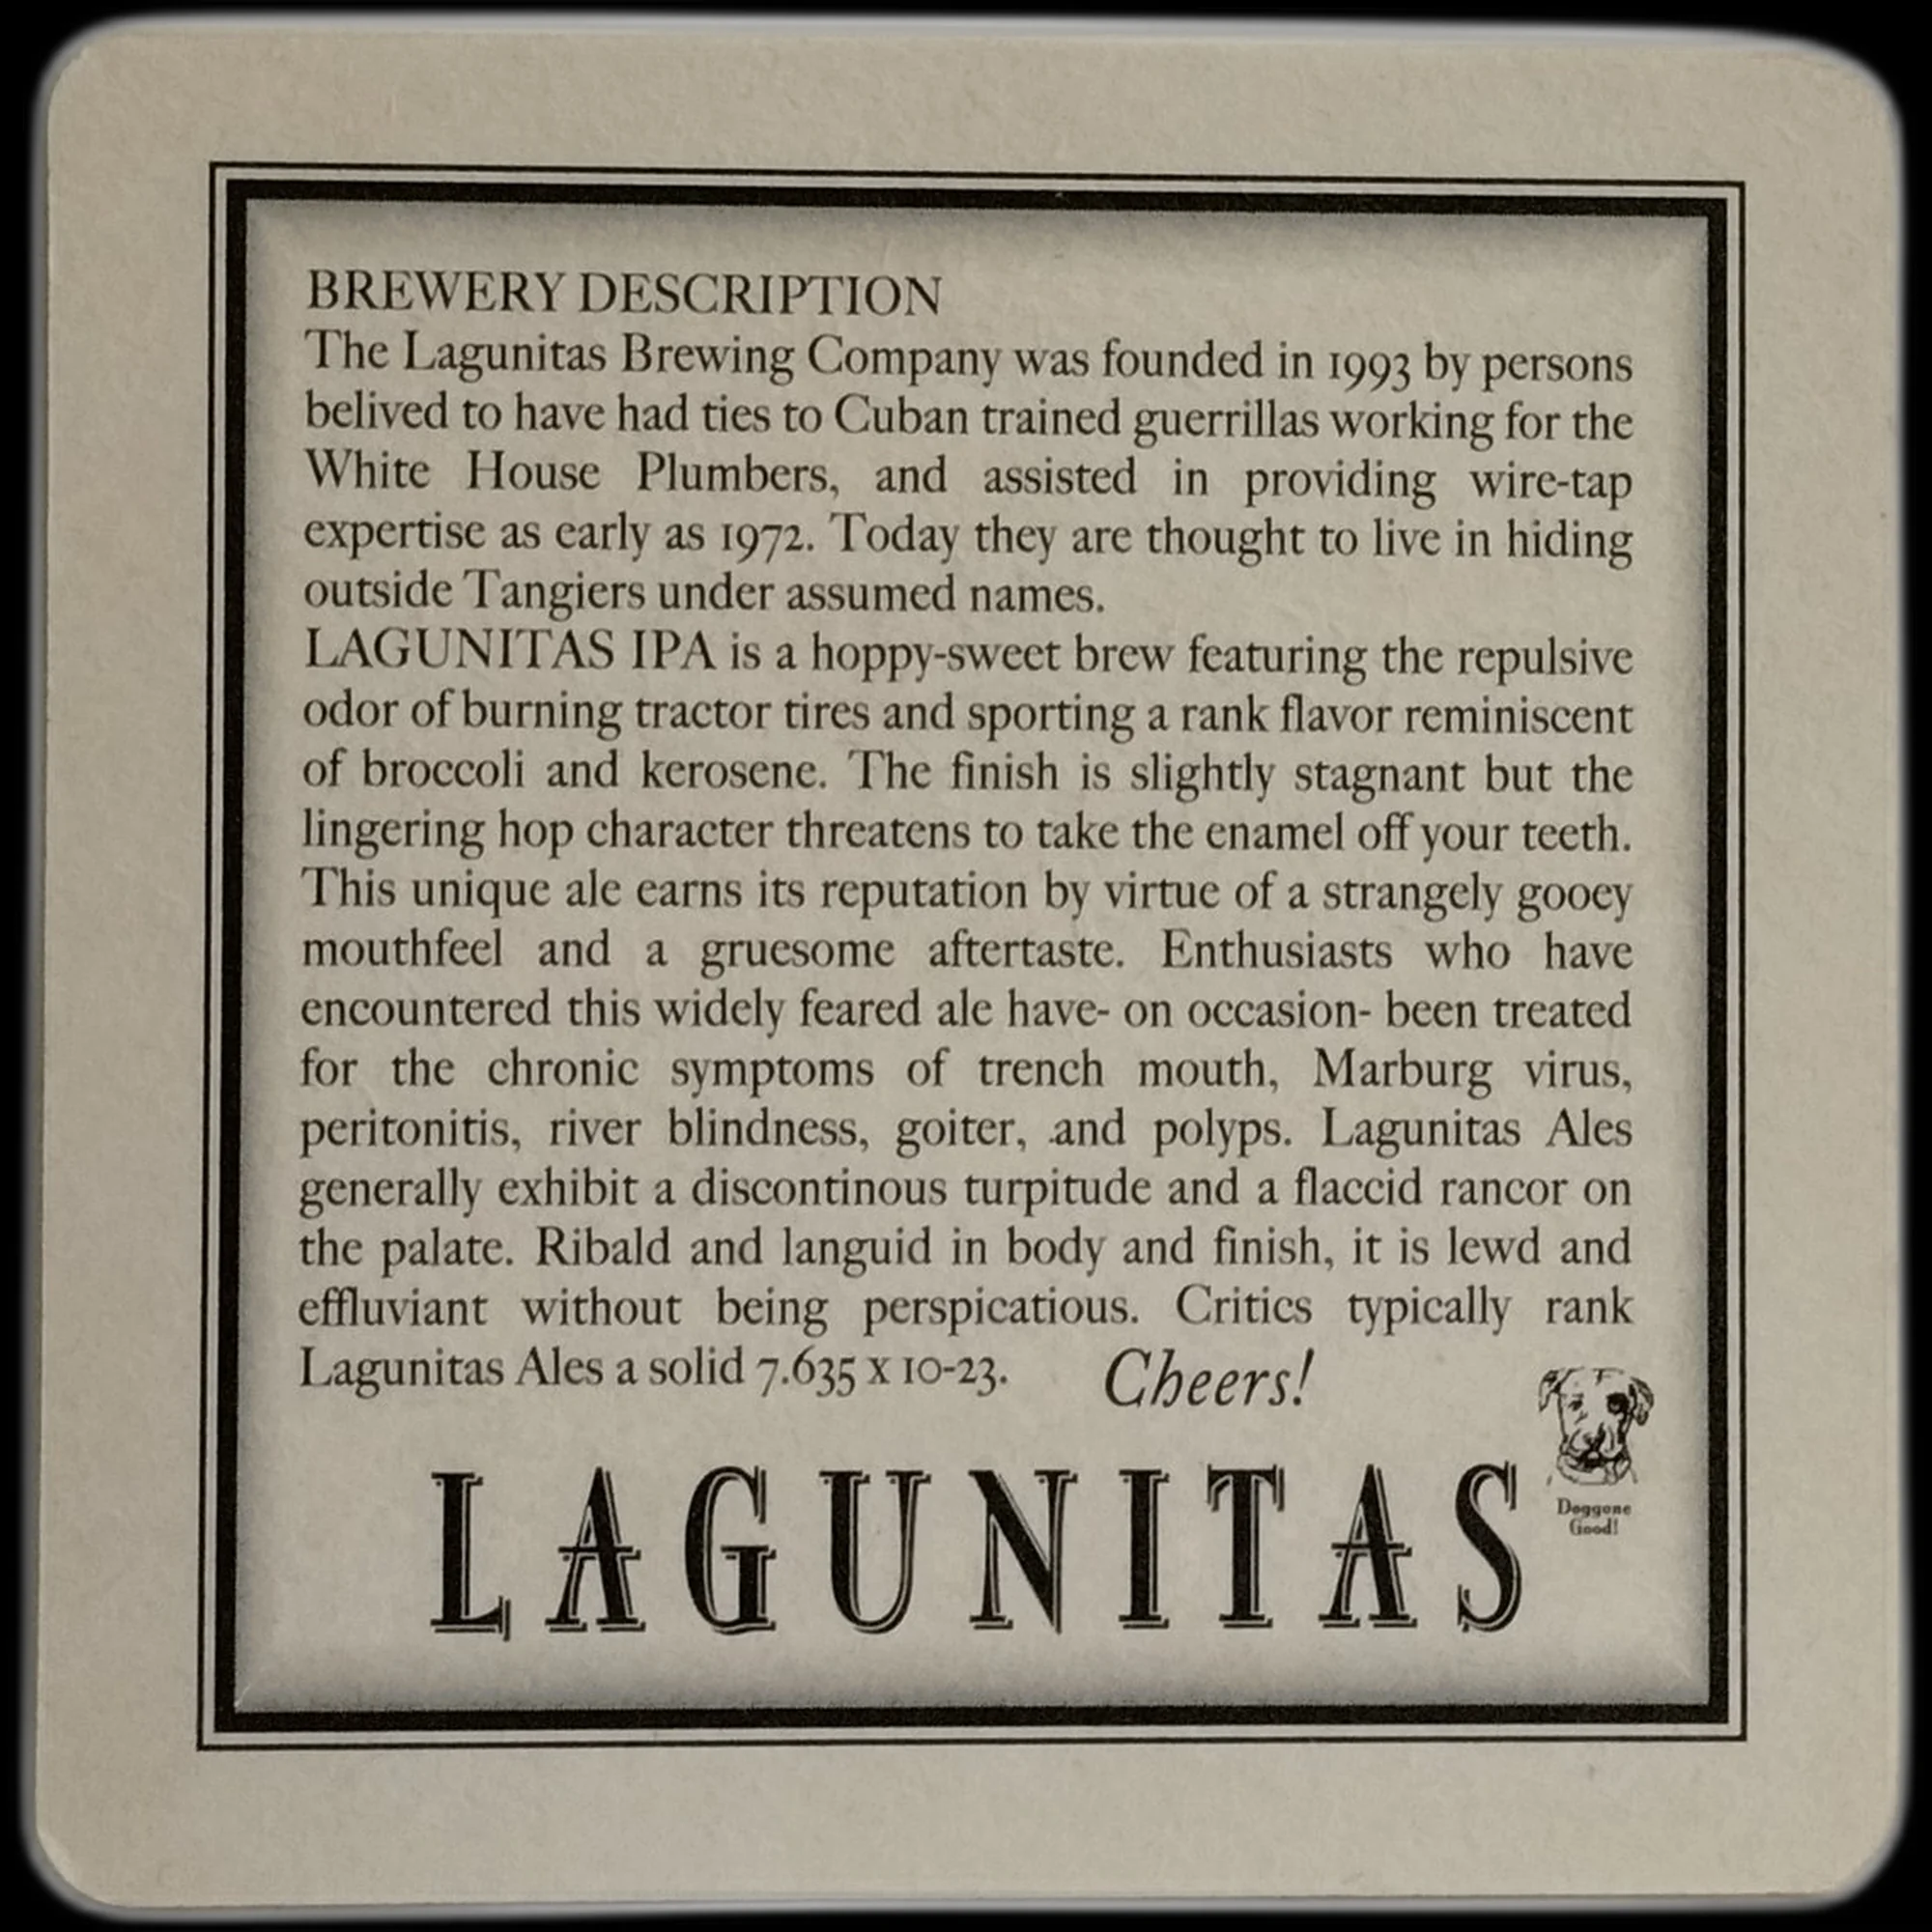 BREWERY DESCRIPTION
The Lagunitas Brewing Company was founded in 1993 by persons
belived to have had ties to Cuban trained guerrillas working for the
White House Plumbers, and assisted in providing wire-tap
expertise as early as 1972. Today they are thought to live in hiding
outside Tangiers under assumed names.
LAGUNITAS IPA is a hoppy-sweet brew featuring the repulsive
odor of burning tractor tires and sporting a rank flavor reminiscent
of broccoli and kerosene. The finish is slightly stagnant but the
lingering hop character threatens to take the enamel off your teeth.
This unique ale earns its reputation by virtue of a strangely gooey
mouthfeel and a gruesome aftertaste. Enthusiasts who have
encountered this widely feared ale have- on occasion- been treated
for the chronic symptoms of trench mouth, Marburg virus,
peritonitis, river blindness, goiter, and polyps. Lagunitas Ales
generally exhibit a discontinous turpitude and a flaccid rancor on
the palate. Ribald and languid in body and finish, it is lewd and
effluviant without being perspicatious. Critics typically rank
Lagunitas Ales a solid 7.635 x 10-23. Cheers!
LAGUNITAS
Doggone
Good!